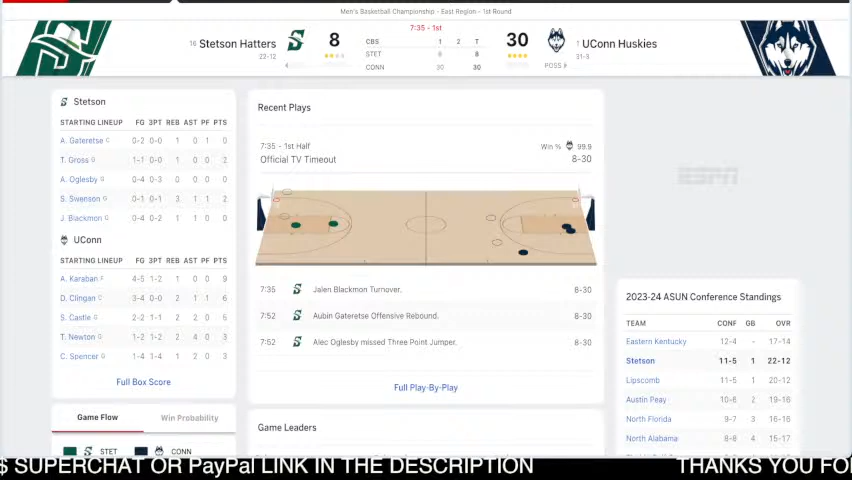 Men's Basketball Championship - East Region - 1st Round
16 Stetson Hatters
22-12
8
7:35 - 1st
CBS 1 2 T
STET 8 8
CONN 30 30
30
1 UConn Huskies
31-3
POSS
Stetson
STARTING LINEUP FG 3PT REB AST PF PTS
A. Gateretse C 0-2 0-0 1 0 1 0
T. Gross G 1-1 0-0 1 0 0 2
A. Oglesby G 0-4 0-3 0 0 0 0
S. Swenson G 0-1 0-1 3 1 1 2
J. Blackmon G 0-4 0-2 1 1 0 0
UConn
STARTING LINEUP FG 3PT REB AST PF PTS
A. Karaban F 4-5 1-2 1 0 0 9
D. Clingan C 3-4 0-0 2 1 1 6
S. Castle G 2-2 1-1 2 2 0 5
T. Newton G 1-2 1-2 2 4 0 3
C. Spencer G 1-4 1-4 1 2 0 3
Full Box Score
Game Flow Win Probability
STET CONN
Recent Plays
7:35 - 1st Half
Official TV Timeout
Win % 99.9
8-30
7:35 Jalen Blackmon Turnover. 8-30
7:52 Aubin Gateretse Offensive Rebound. 8-30
7:52 Alec Oglesby missed Three Point Jumper. 8-30
Full Play-By-Play
Game Leaders
ESPN
2023-24 ASUN Conference Standings
TEAM CONF GB OVR
Eastern Kentucky 12-4 - 17-14
Stetson 11-5 1 22-12
Lipscomb 11-5 1 20-12
Austin Peay 10-6 2 19-16
North Florida 9-7 3 16-16
North Alabama 8-8 4 15-17
$ SUPERCHAT OR PayPal LINK IN THE DESCRIPTION THANKS YOU FO